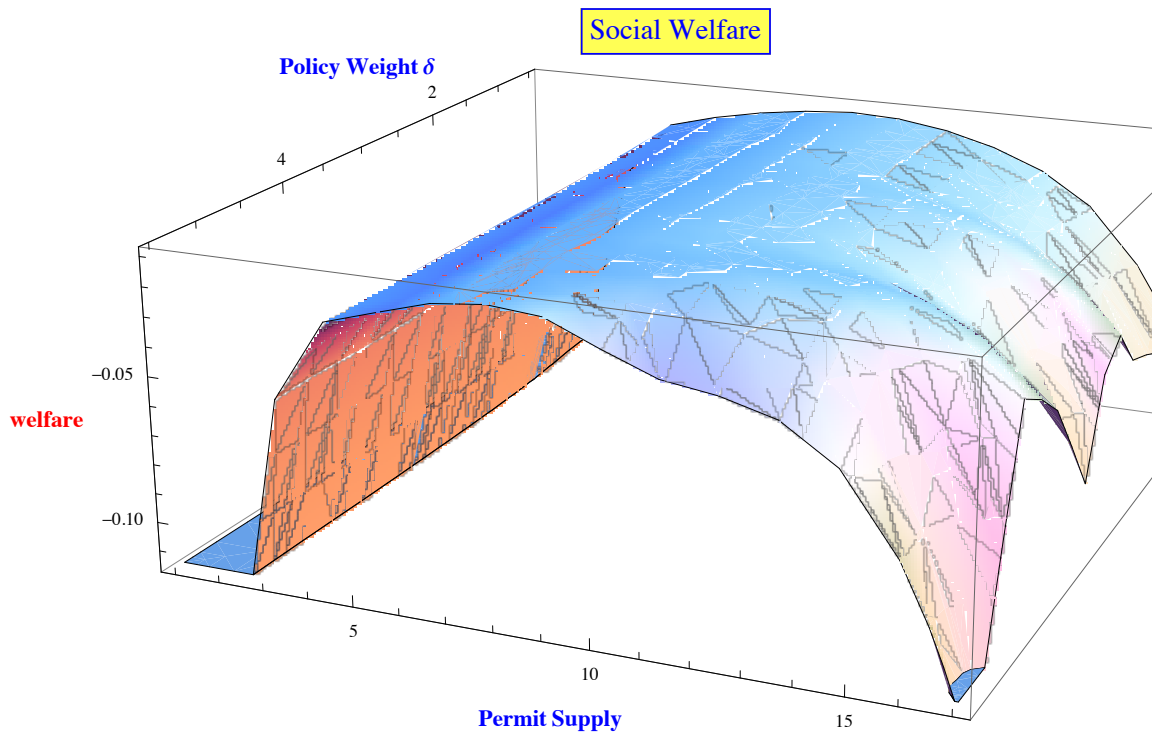 Social Welfare
Policy Weight δ
2
4
−0.05
welfare
−0.10
5
10
15
Permit Supply